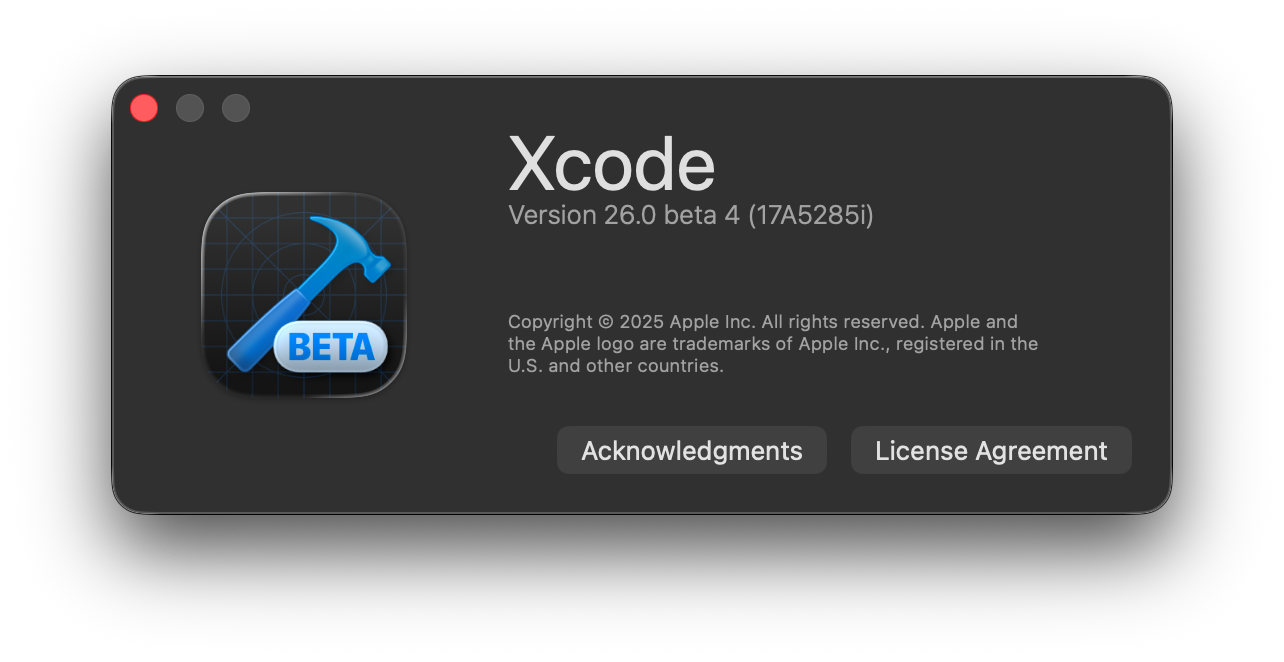 Xcode
Version 26.0 beta 4 (17A5285i)
BETA
Copyright © 2025 Apple Inc. All rights reserved. Apple and
the Apple logo are trademarks of Apple Inc., registered in the
U.S. and other countries.
Acknowledgments
License Agreement